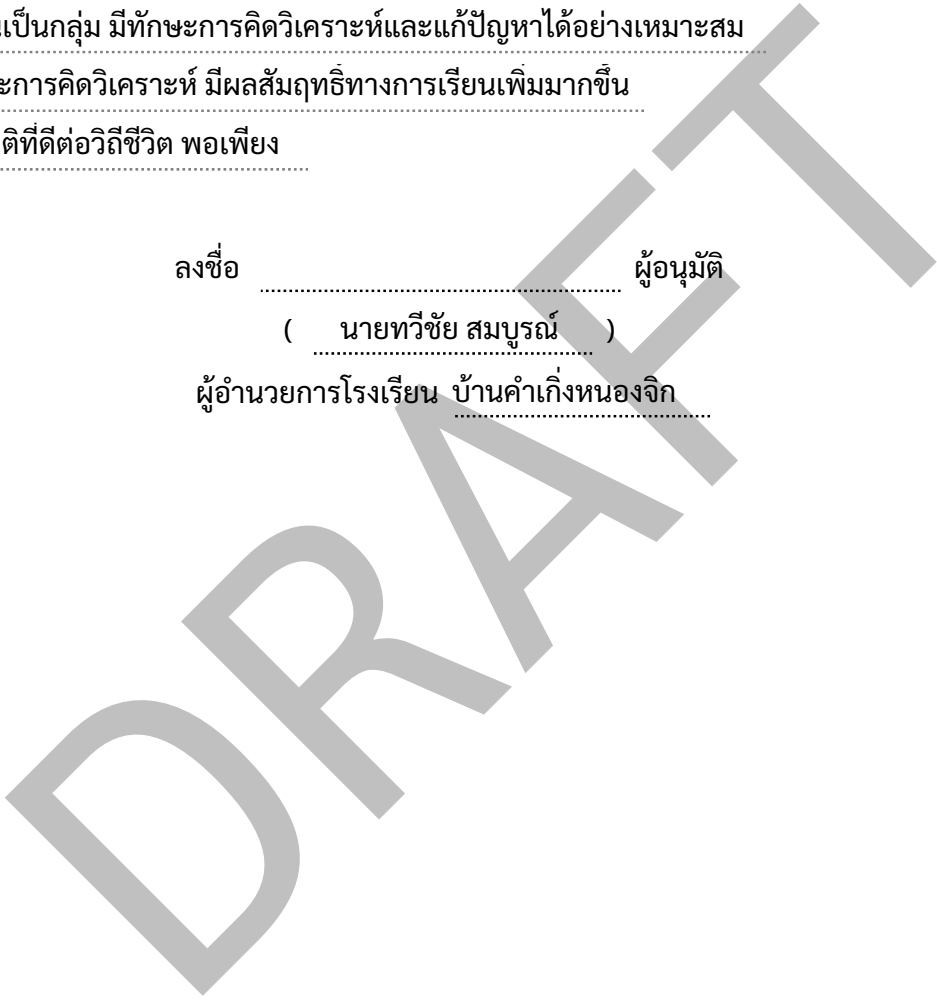 เป็นกลุ่ม มีทักษะการคิดวิเคราะห์และแก้ปัญหาได้อย่างเหมาะสม
ะการคิดวิเคราะห์ มีผลสัมฤทธิ์ทางการเรียนเพิ่มมากขึ้น
ติที่ดีต่อวิถีชีวิต พอเพียง
ลงชื่อ ผู้อนุมัติ
( นายทวีชัย สมบูรณ์ )
ผู้อำนวยการโรงเรียน บ้านคำเกิ่งหนองจิก
DRAFT